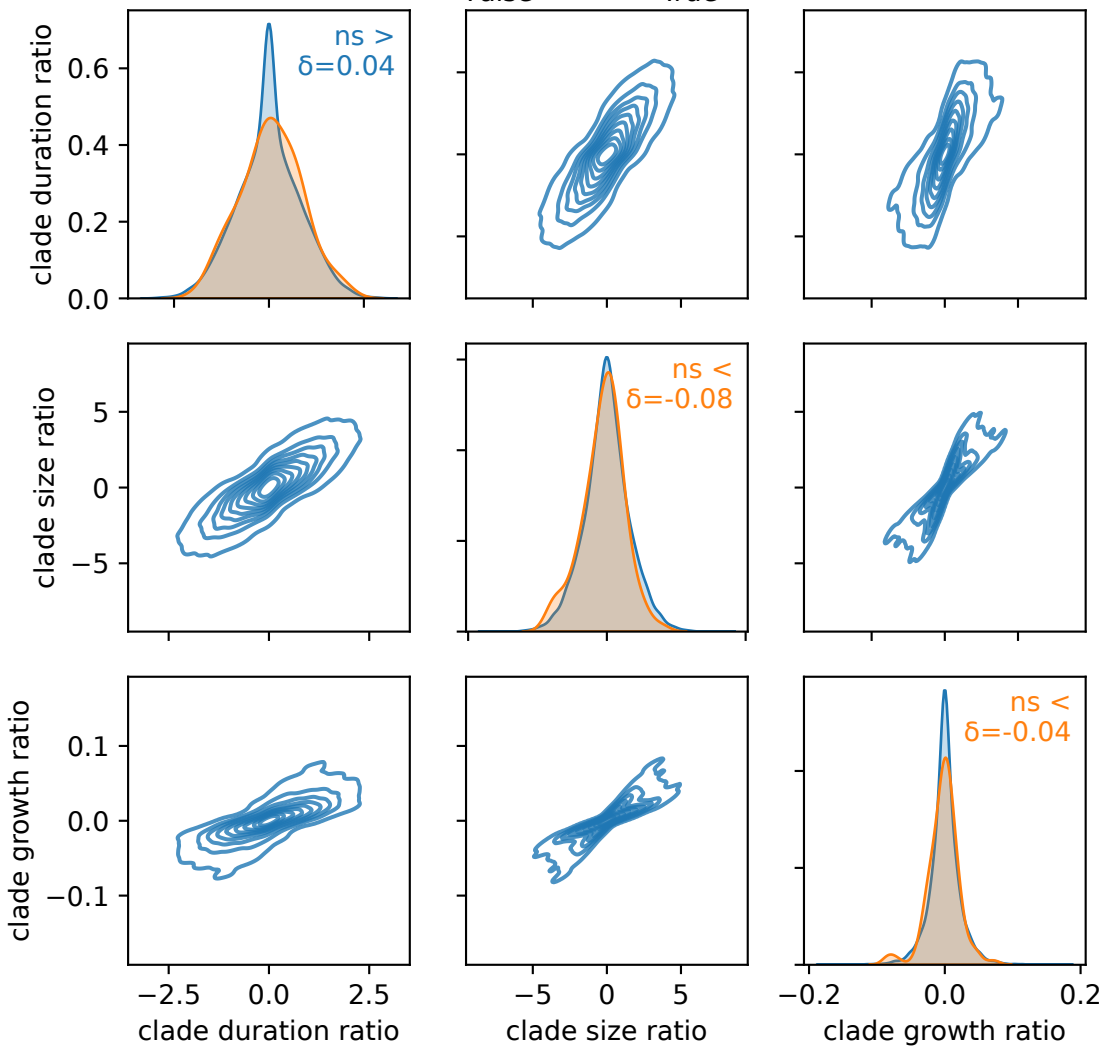 clade duration ratio
0.6
0.4
0.2
0.0
ns >
δ=0.04
clade size ratio
5
0
−5
ns <
δ=-0.08
clade growth ratio
0.1
0.0
−0.1
ns <
δ=-0.04
−2.5 0.0 2.5
−5 0 5
−0.2 0.0 0.2
clade duration ratio
clade size ratio
clade growth ratio